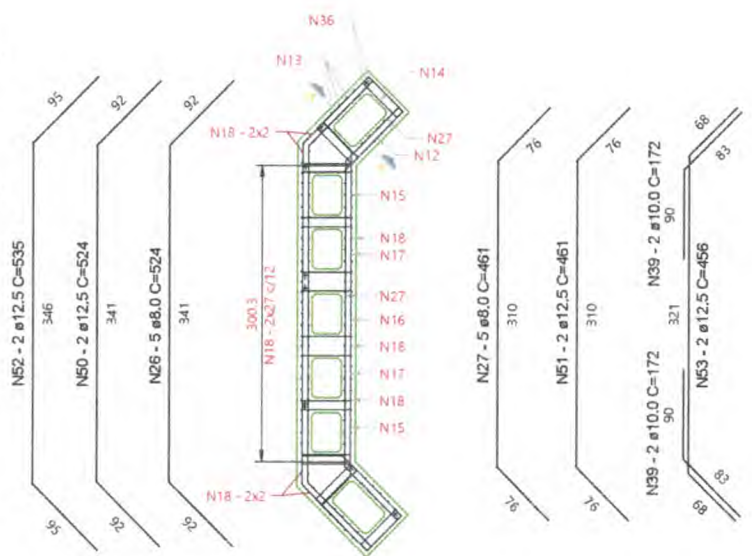 N36
N13
N14
N18 - 2x2
N27
N12
N15
N18
N17
N27
N16
N18
N17
N18
N15
N18 - 2x2
300.3
N18 - 2x27 c/12
95
N52 - 2 ø12.5 C=535
346
95
92
N50 - 2 ø12.5 C=524
341
92
92
N26 - 5 ø8.0 C=524
341
92
76
N27 - 5 ø8.0 C=461
310
76
76
N51 - 2 ø12.5 C=461
310
76
68
83
N39 - 2 ø10.0 C=172
90
321
N53 - 2 ø12.5 C=456
N39 - 2 ø10.0 C=172
90
83
68